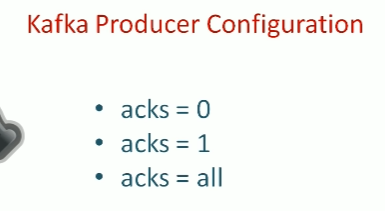 Kafka Producer Configuration
• acks = 0
• acks = 1
• acks = all